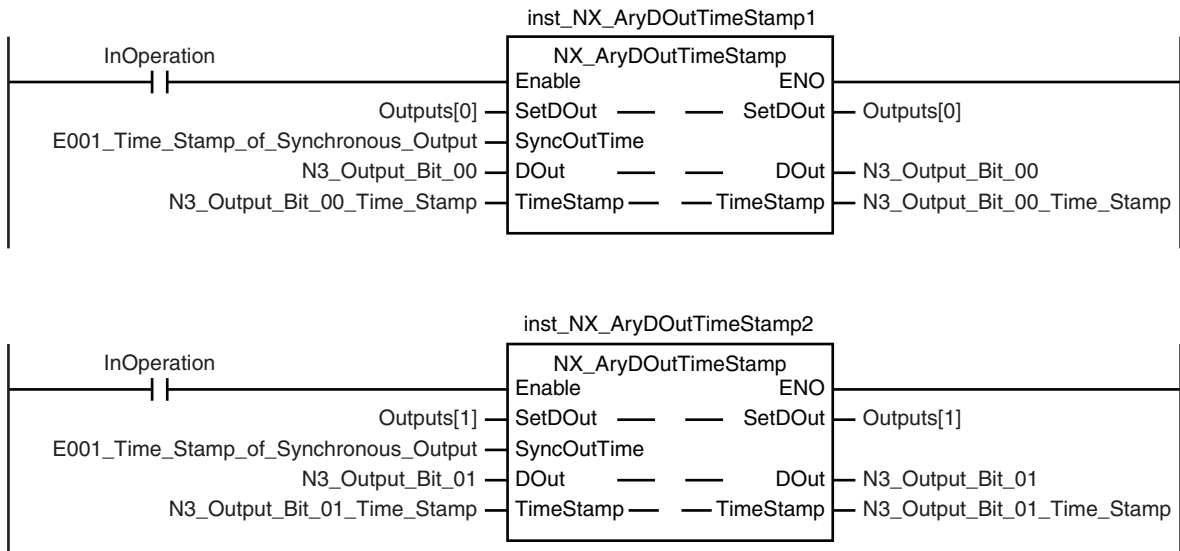 inst_NX_AryDOutTimeStamp1
InOperation
NX_AryDOutTimeStamp
Enable ENO
Outputs[0] SetDOut SetDOut Outputs[0]
E001_Time_Stamp_of_Synchronous_Output SyncOutTime
N3_Output_Bit_00 DOut DOut N3_Output_Bit_00
N3_Output_Bit_00_Time_Stamp TimeStamp TimeStamp N3_Output_Bit_00_Time_Stamp
inst_NX_AryDOutTimeStamp2
InOperation
NX_AryDOutTimeStamp
Enable ENO
Outputs[1] SetDOut SetDOut Outputs[1]
E001_Time_Stamp_of_Synchronous_Output SyncOutTime
N3_Output_Bit_01 DOut DOut N3_Output_Bit_01
N3_Output_Bit_01_Time_Stamp TimeStamp TimeStamp N3_Output_Bit_01_Time_Stamp